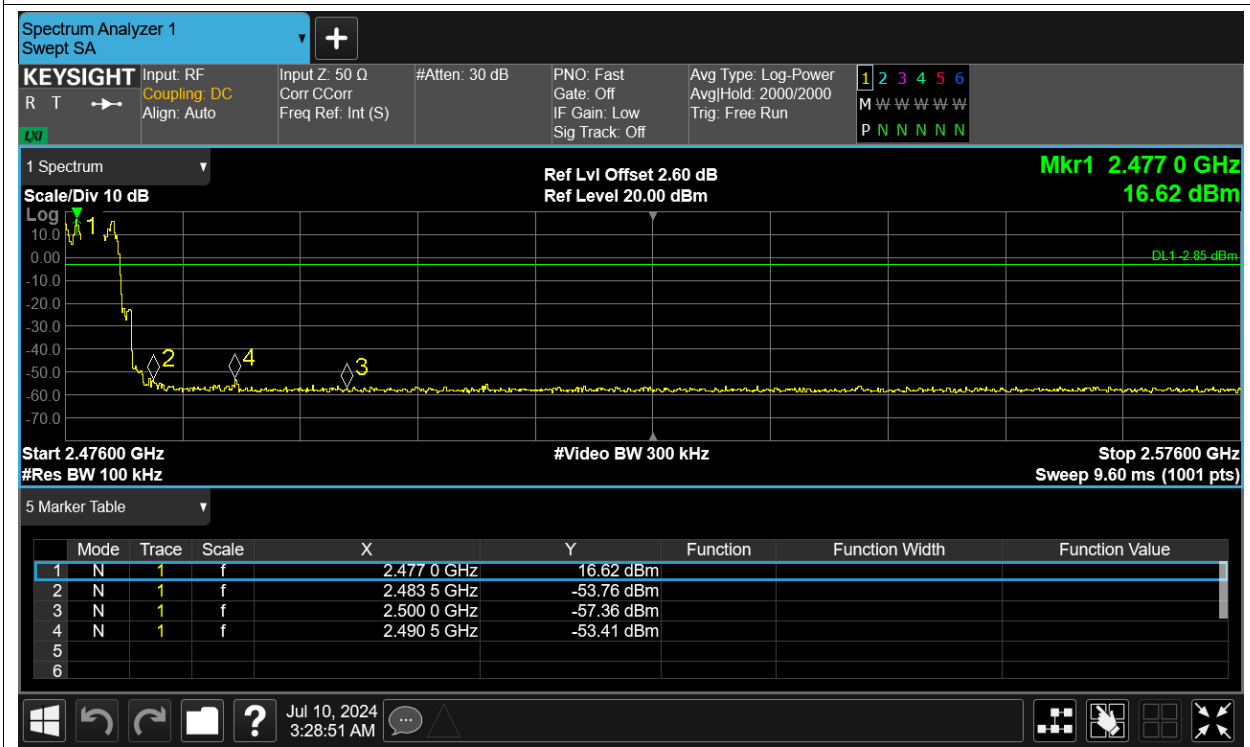 Spectrum Analyzer 1
Swept SA
KEYSIGHT
R T
LXI
Input: RF
Coupling: DC
Align: Auto
Input Z: 50 Ω
Corr CCorr
Freq Ref: Int (S)
#Atten: 30 dB
PNO: Fast
Gate: Off
IF Gain: Low
Sig Track: Off
Avg Type: Log-Power
Avg|Hold: 2000/2000
Trig: Free Run
1 2 3 4 5 6
M W W W W W
P N N N N N
1 Spectrum
Scale/Div 10 dB
Ref Lvl Offset 2.60 dB
Ref Level 20.00 dBm
Mkr1 2.477 0 GHz
16.62 dBm
Log
10.0
0.00
-10.0
-20.0
-30.0
-40.0
-50.0
-60.0
-70.0
1
2
4
3
DL1 -2.85 dBm
Start 2.47600 GHz
#Res BW 100 kHz
#Video BW 300 kHz
Stop 2.57600 GHz
Sweep 9.60 ms (1001 pts)
5 Marker Table
Mode Trace Scale X Y Function Function Width Function Value
1 N 1 f 2.477 0 GHz 16.62 dBm
2 N 1 f 2.483 5 GHz -53.76 dBm
3 N 1 f 2.500 0 GHz -57.36 dBm
4 N 1 f 2.490 5 GHz -53.41 dBm
5
6
?
Jul 10, 2024
3:28:51 AM